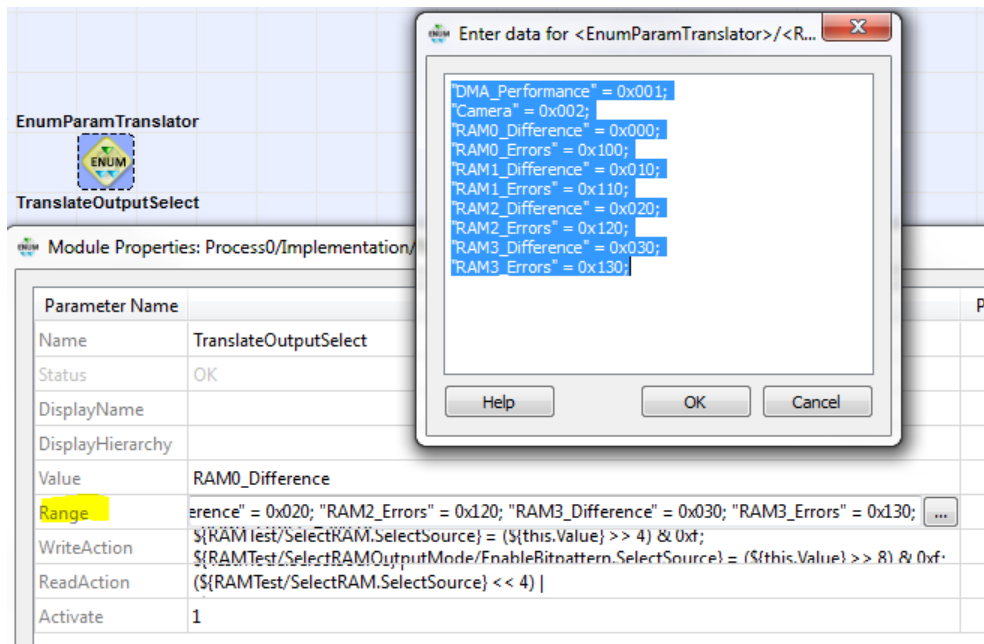 Enter data for <EnumParamTranslator>/<R...
"DMA_Performance" = 0x001;
"Camera" = 0x002;
"RAM0_Difference" = 0x000;
"RAM0_Errors" = 0x100;
"RAM1_Difference" = 0x010;
"RAM1_Errors" = 0x110;
"RAM2_Difference" = 0x020;
"RAM2_Errors" = 0x120;
"RAM3_Difference" = 0x030;
"RAM3_Errors" = 0x130;
Help OK Cancel
EnumParamTranslator
ENUM
TranslateOutputSelect
Module Properties: Process0/Implementation/
Parameter Name P
Name TranslateOutputSelect
Status OK
DisplayName
DisplayHierarchy
Value RAM0_Difference
Range erence" = 0x020; "RAM2_Errors" = 0x120; "RAM3_Difference" = 0x030; "RAM3_Errors" = 0x130; ...
WriteAction ${RAMTest/SelectRAM.SelectSource} = (${this.Value} >> 4) & 0xf;
${RAMTest/SelectRAMOutputMode/EnableBitpattern.SelectSource} = (${this.Value} >> 8) & 0xf;
ReadAction (${RAMTest/SelectRAM.SelectSource} << 4) |
Activate 1